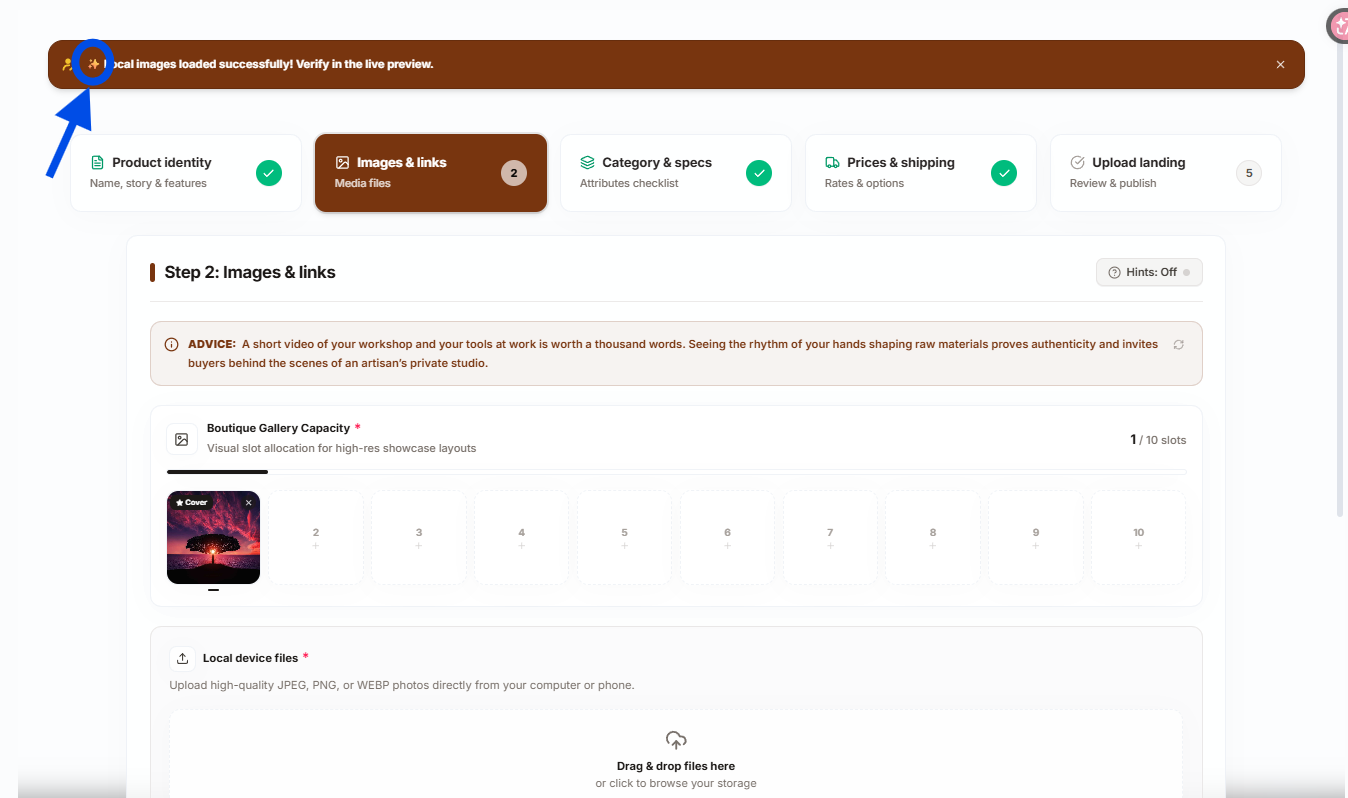 ✨ Local images loaded successfully! Verify in the live preview.
Product identity
Name, story & features
Images & links
Media files
2
Category & specs
Attributes checklist
Prices & shipping
Rates & options
Upload landing
Review & publish
5
Step 2: Images & links
Hints: Off
ADVICE: A short video of your workshop and your tools at work is worth a thousand words. Seeing the rhythm of your hands shaping raw materials proves authenticity and invites
buyers behind the scenes of an artisan's private studio.
Boutique Gallery Capacity *
Visual slot allocation for high-res showcase layouts
1 / 10 slots
Cover
2 3 4 5 6 7 8 9 10
+ + + + + + + + +
Local device files *
Upload high-quality JPEG, PNG, or WEBP photos directly from your computer or phone.
Drag & drop files here
or click to browse your storage